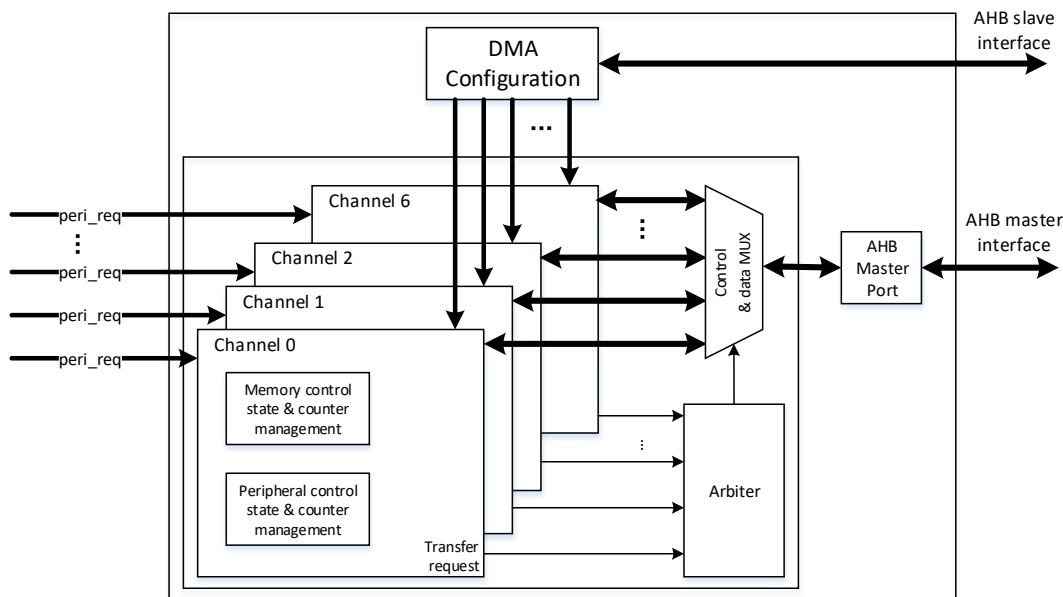 AHB slave
interface
DMA
Configuration
...
Channel 6
peri_req
...
...
Channel 2
peri_req
Channel 1
peri_req
Channel 0
peri_req
Control
& data MUX
AHB
Master
Port
AHB master
interface
Memory control
state & counter
management
...
Peripheral control
state & counter
management
Arbiter
Transfer
request